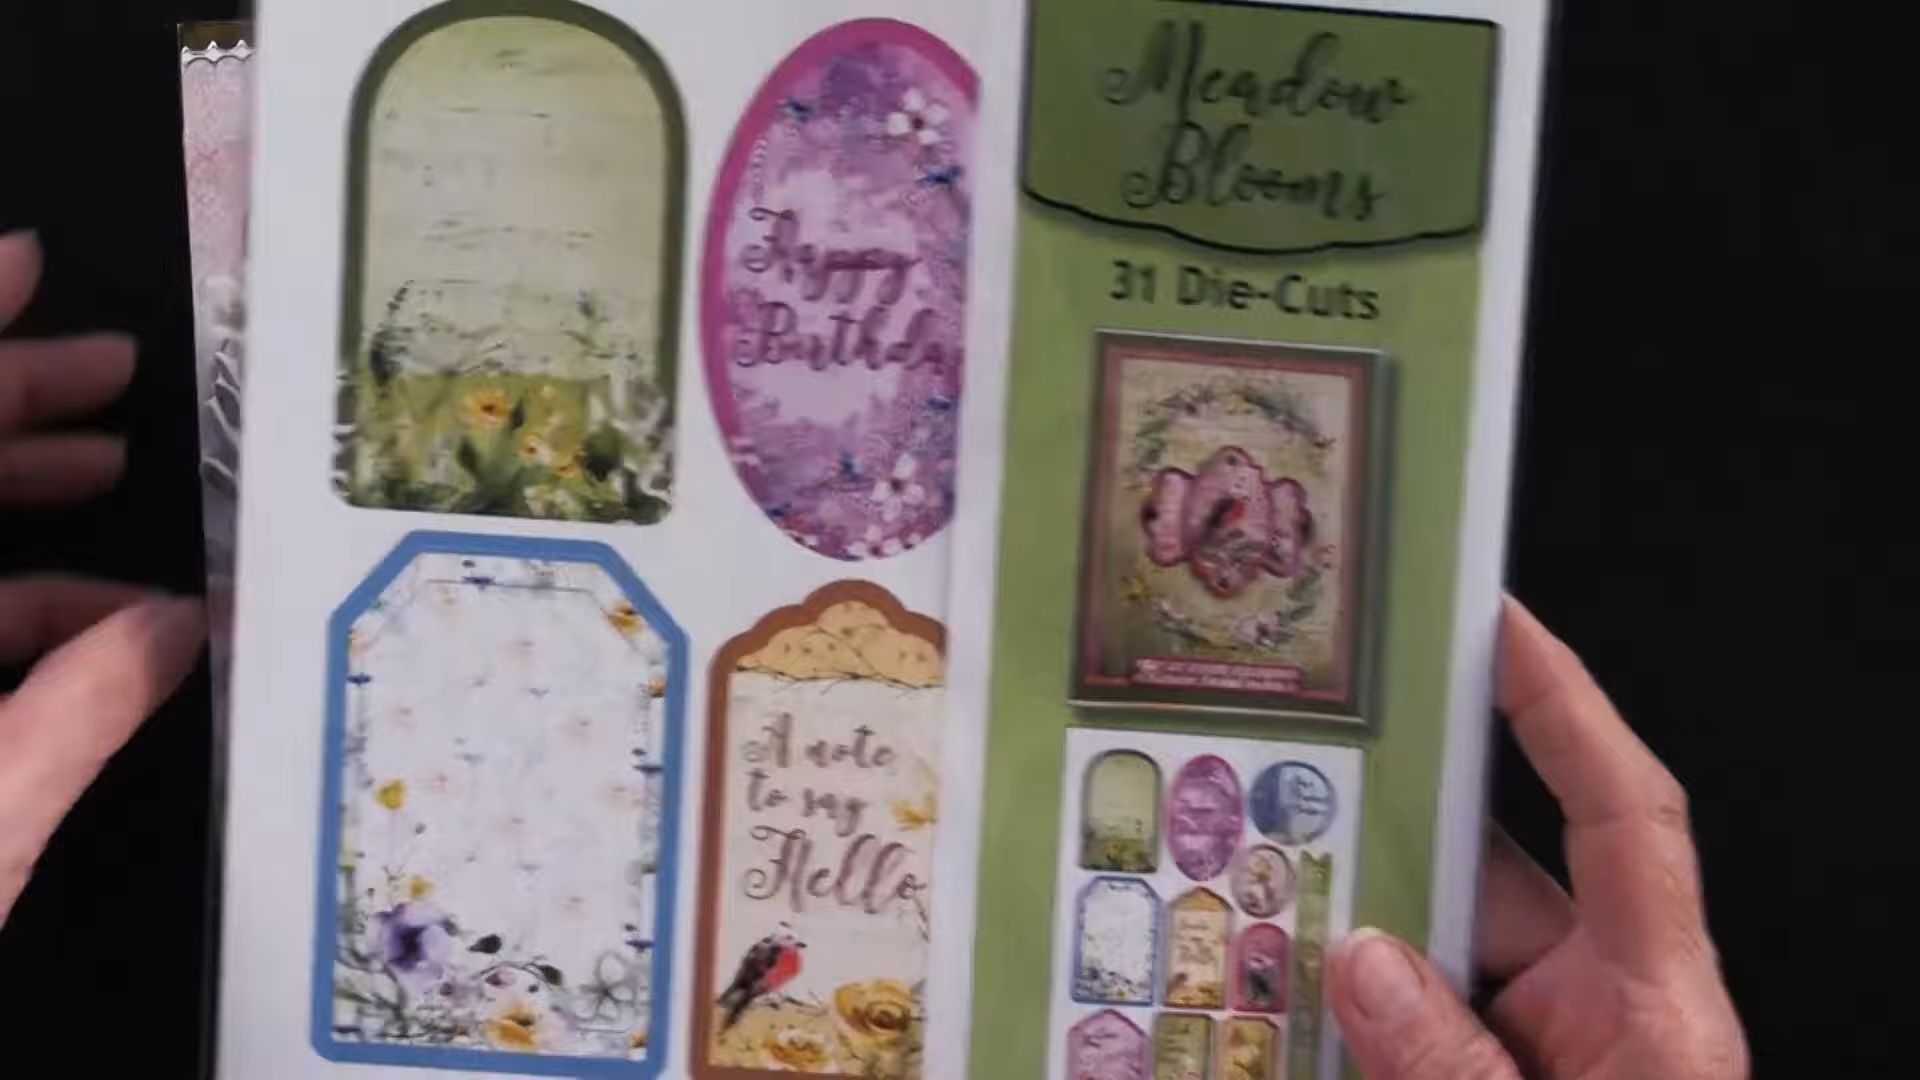 Meadow
Blooms
31 Die-Cuts
Happy
Birthday
A note
to say
Hello